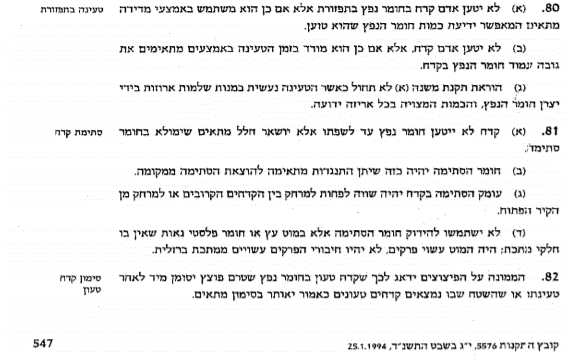 80. (א) לא יטען אדם קדח בחומר נפץ בתפזורת אלא אם כן הוא משתמש באמצעי מדידה טעינה בתפזורת
מתאים המאפשר ידיעת כמות חומר הנפץ שהוא טוען.
(ב) לא יטען אדם קדח, אלא אם כן הוא מודד בזמן הטעינה באמצעים מתאימים את
גובה עמוד חומר הנפץ בקדח.
(ג) הוראת תקנת משנה (א) לא תחול כאשר הטעינה נעשית במנות שלמות ארוזות בידי
יצרן חומר הנפץ, והכמות המצויה בכל אריזה ידועה.
81. (א) קדח לא ייטען חומר נפץ עד לשפתו אלא יושאר חלל מתאים שימולא בחומר סתימת קדח
סתימה.
(ב) חומר הסתימה יהיה כזה שיתן התנגדות מתאימה להוצאת הסתימה ממקומה.
(ג) עומק הסתימה בקדח יהיה שווה לפחות למרחק בין הקדחים הקרובים או למרחק מן
הקיר הפתוח.
(ד) לא ישתמשו להידוק חומר הסתימה אלא במוט עץ או חומר פלסטי נאות שאין בו
חלקי מתכת; היה המוט עשוי פרקים, לא יהיו חיבורי הפרקים עשויים ממתכת ברזלית.
82. הממונה על הפיצוצים ידאג לכך שקדח טעון בחומר נפץ שטרם פוצץ יסומן מיד לאחר סימון קדח
טעינתו או שהשטח שבו נמצאים קדחים טעונים כאמור יאותר בסימון מתאים. טעון
קובץ התקנות 5576, י"ג בשבט התשנ"ד, 25.1.1994 547